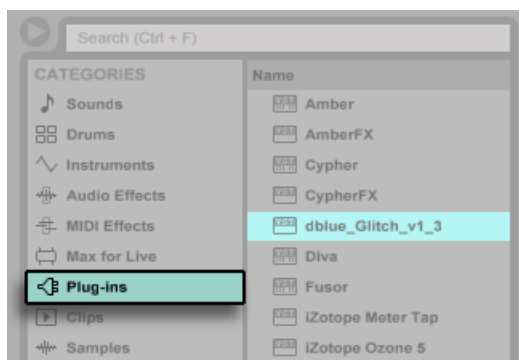 Search (Ctrl + F)
CATEGORIES
Sounds
Drums
Instruments
Audio Effects
MIDI Effects
Max for Live
Plug-ins
Clips
Samples
Name
Amber
AmberFX
Cypher
CypherFX
dblue_Glitch_v1_3
Diva
Fusor
iZotope Meter Tap
iZotope Ozone 5